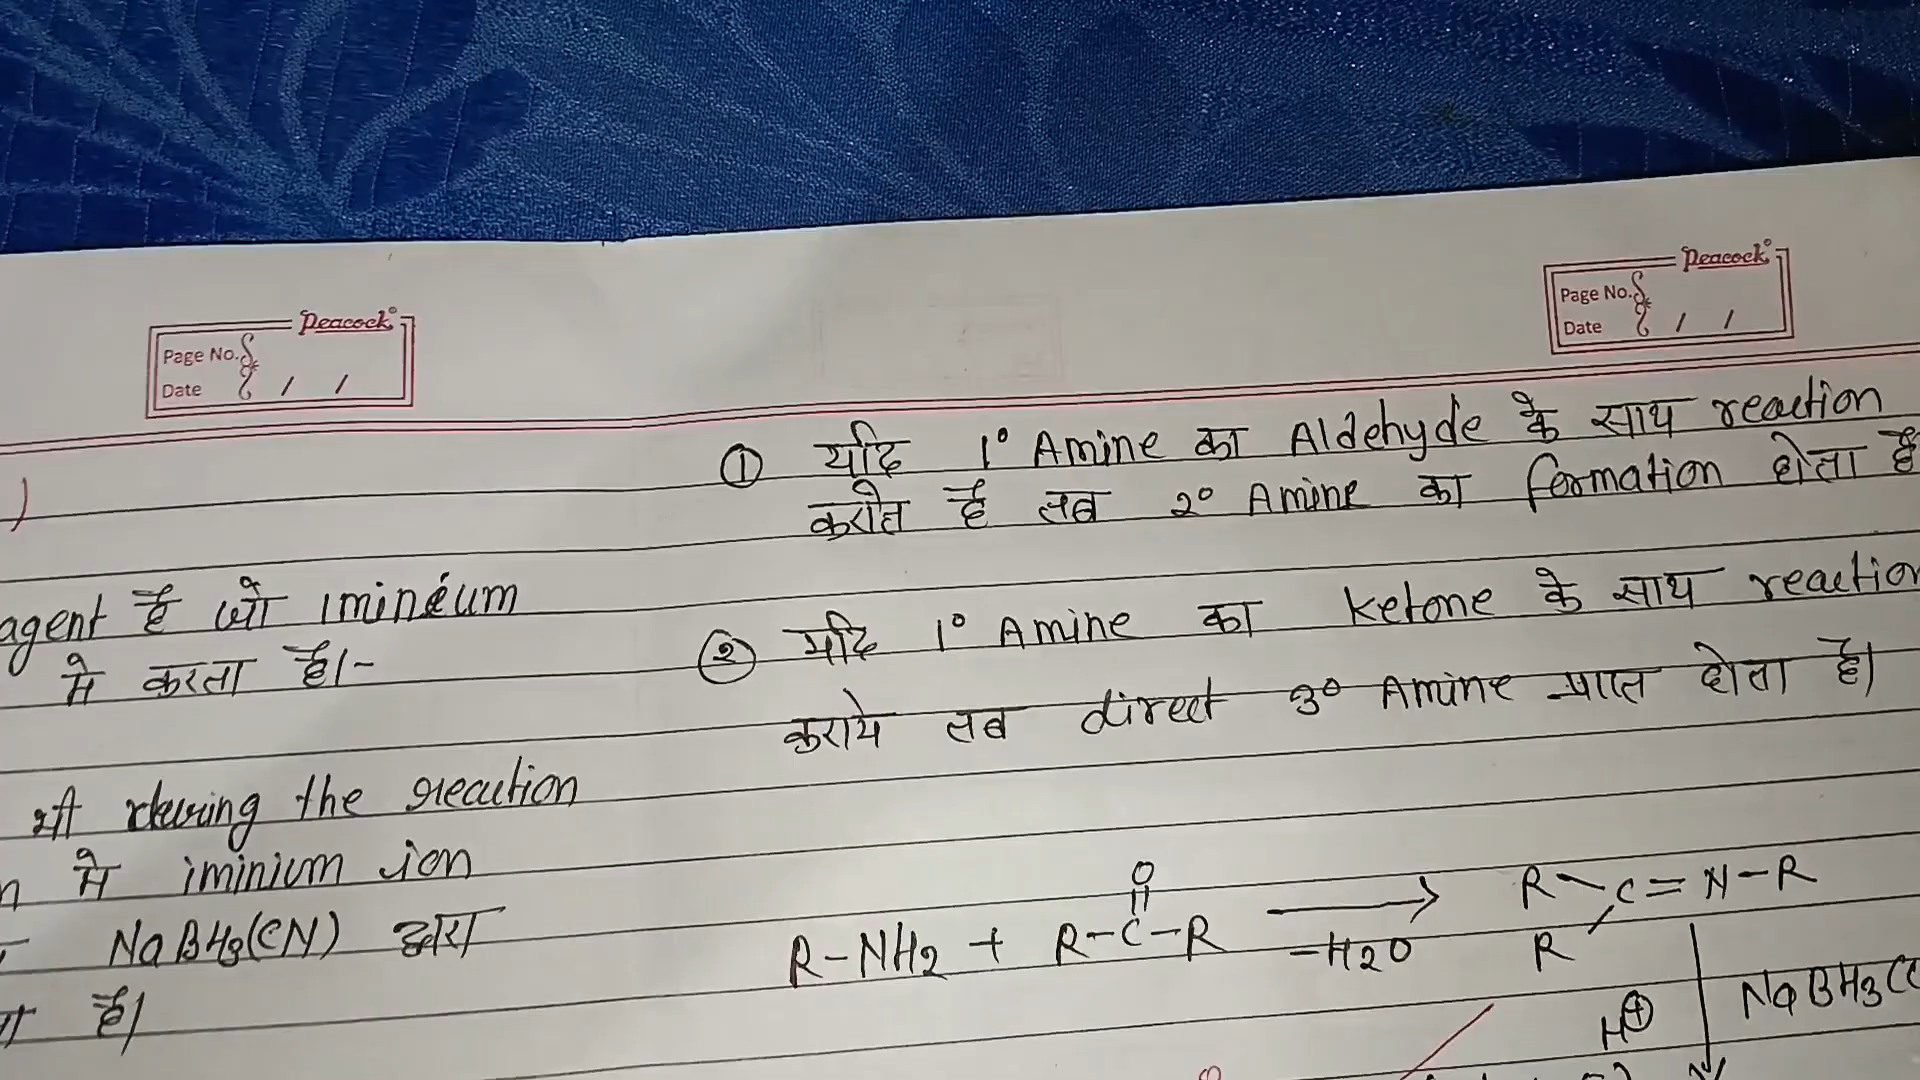 Peacock
Page No.
Date / /
agent है जो iminium
में करता है।-
भी during the reaction
में iminium ion
NaBH3(CN) द्वारा
है।
Peacock
Page No.
Date / /
① यदि 1° Amine का Aldehyde के साथ reaction
कराते है तब 2° Amine का formation होता है
② यदि 1° Amine का Ketone के साथ reaction
कराये तब direct 3° Amine प्राप्त होता है।
O
R-NH2 + R-C-R
-H2O
R C=N-R
R
H⊕ NaBH3C